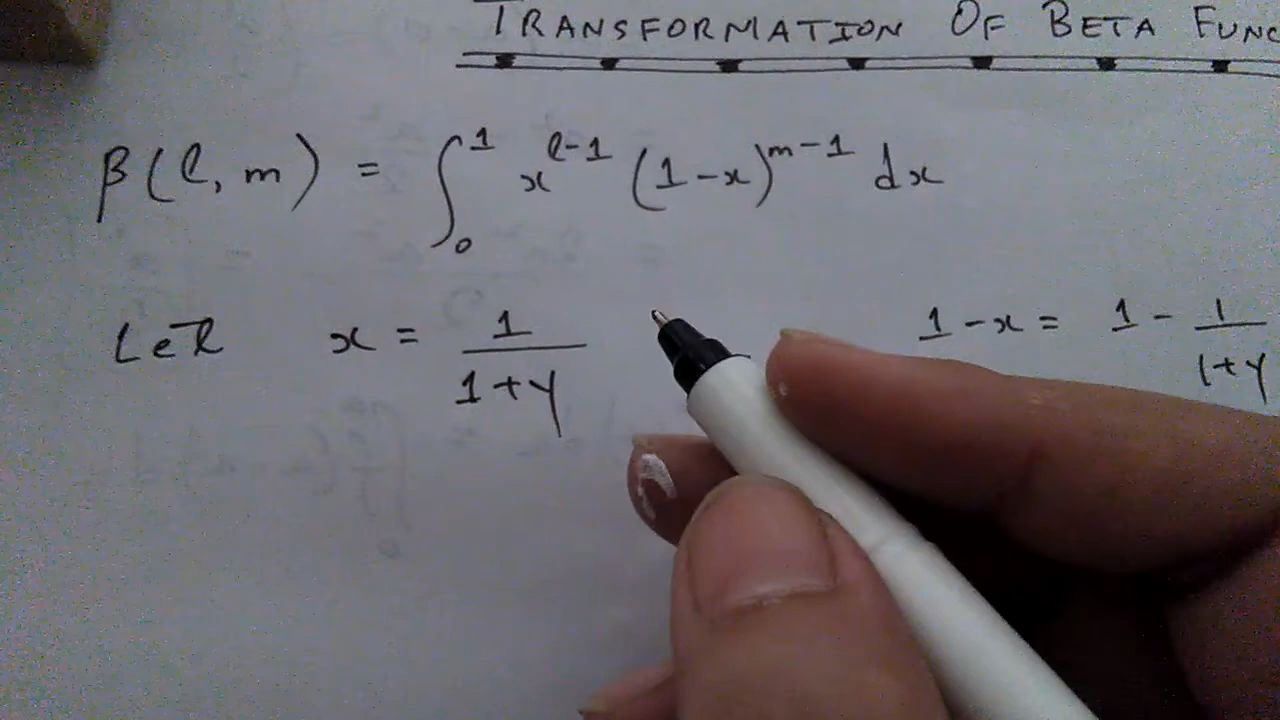 TRANSFORMATION OF BETA FUNC
β(l, m) = ∫₀¹ x^{l-1} (1-x)^{m-1} dx
Let x = 1/(1+y) 1-x = 1 - 1/(1+y)